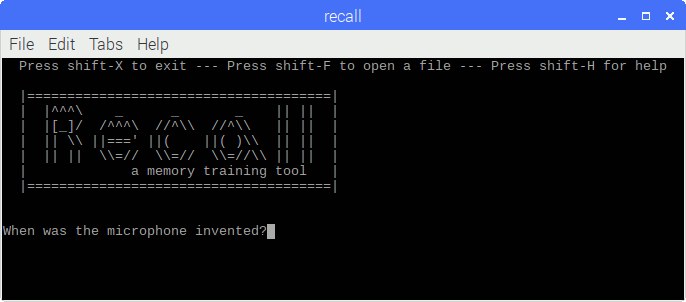 recall
File Edit Tabs Help
Press shift-X to exit --- Press shift-F to open a file --- Press shift-H for help
|=====================================|
|  |^^^\    _      _       _    || ||  |
|  |[_]/  /^^^\  //^\\  //^\\   || ||  |
|  || \\ ||===' ||(    ||( )\\  || ||  |
|  || ||  \\=//  \\=//  \\=//\\ || ||  |
|             a memory training tool   |
|=====================================|
When was the microphone invented?